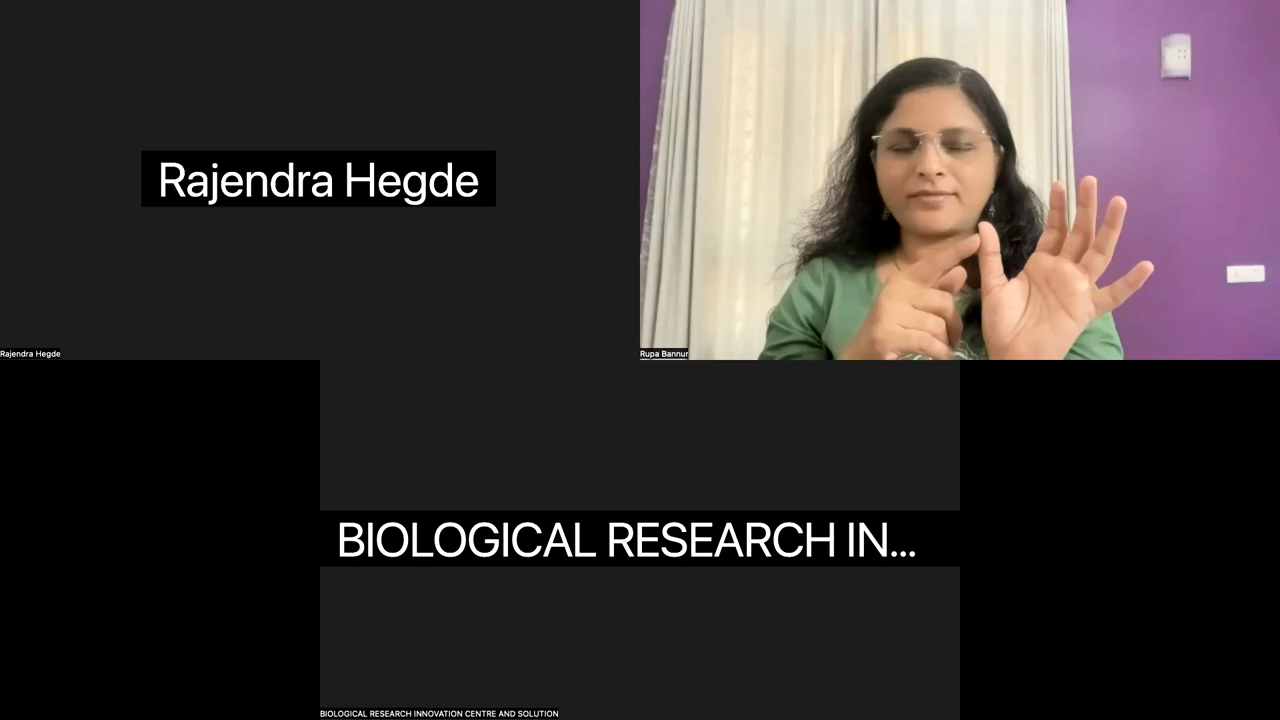 Rajendra Hegde
Rajendra Hegde
Rupa Bannur
BIOLOGICAL RESEARCH IN...
BIOLOGICAL RESEARCH INNOVATION CENTRE AND SOLUTION